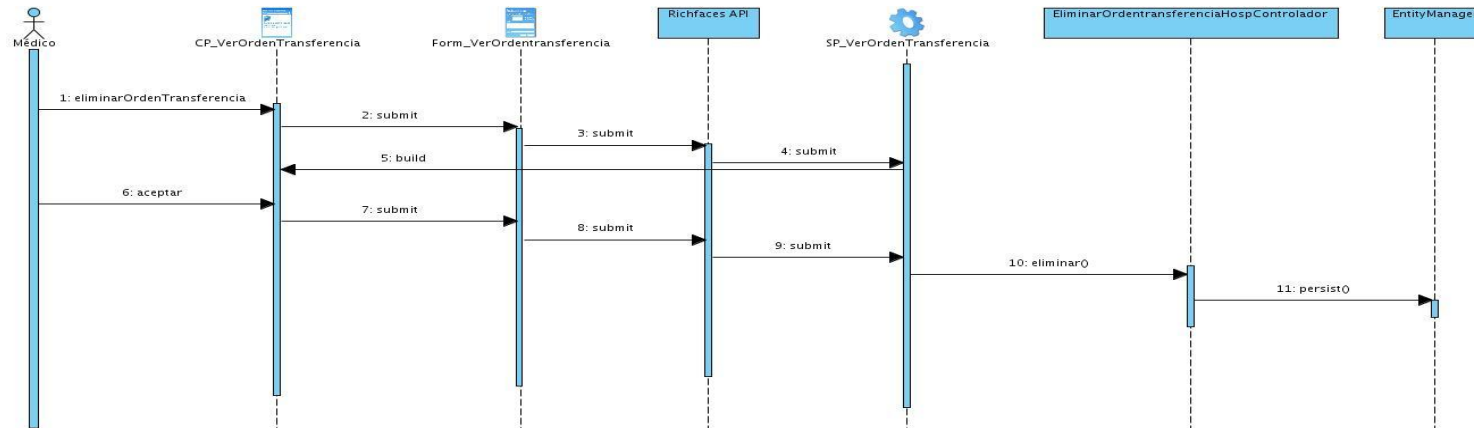 Médico
CP_VerOrdenTransferencia
Form_VerOrdentransferencia
Richfaces API
SP_VerOrdenTransferencia
EliminarOrdentransferenciaHospControlador
EntityManage
1: eliminarOrdenTransferencia
2: submit
3: submit
4: submit
5: build
6: aceptar
7: submit
8: submit
9: submit
10: eliminar()
11: persist()